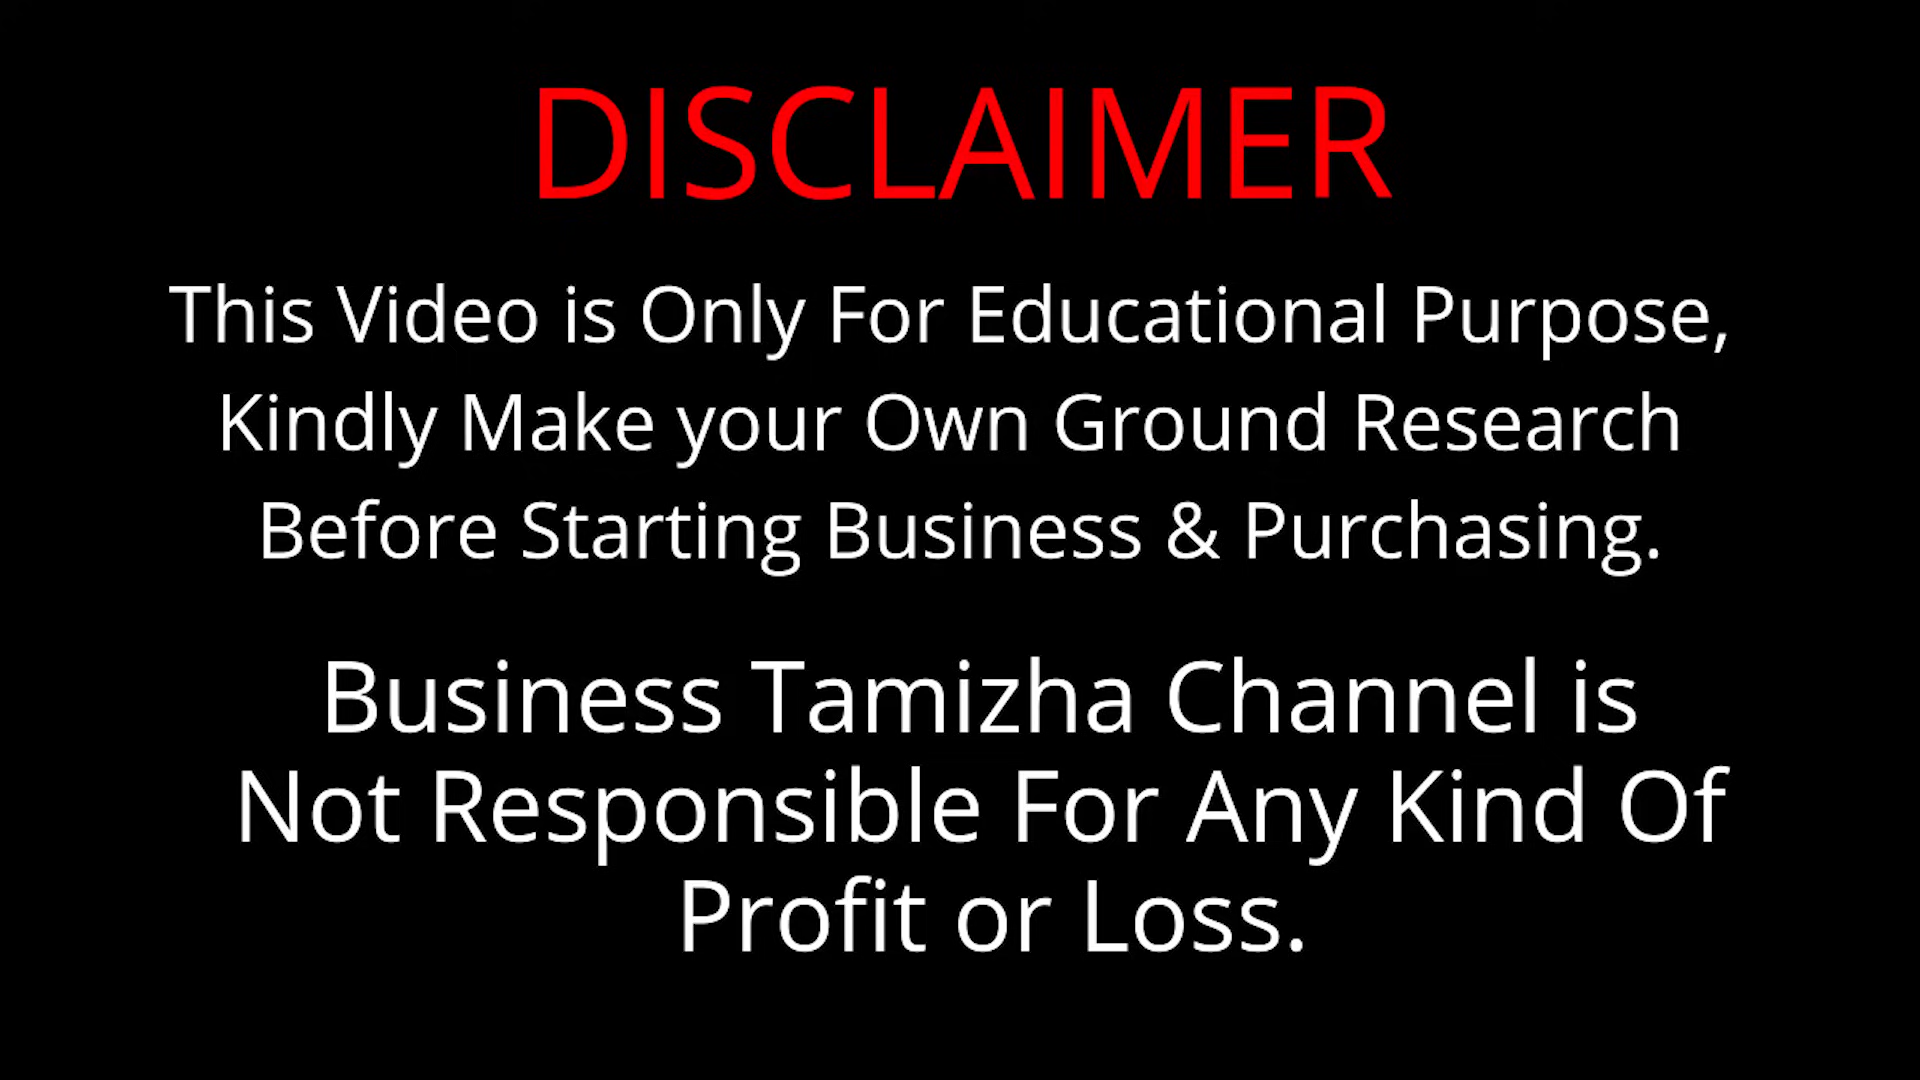 DISCLAIMER
This Video is Only For Educational Purpose,
Kindly Make your Own Ground Research
Before Starting Business & Purchasing.
Business Tamizha Channel is
Not Responsible For Any Kind Of
Profit or Loss.